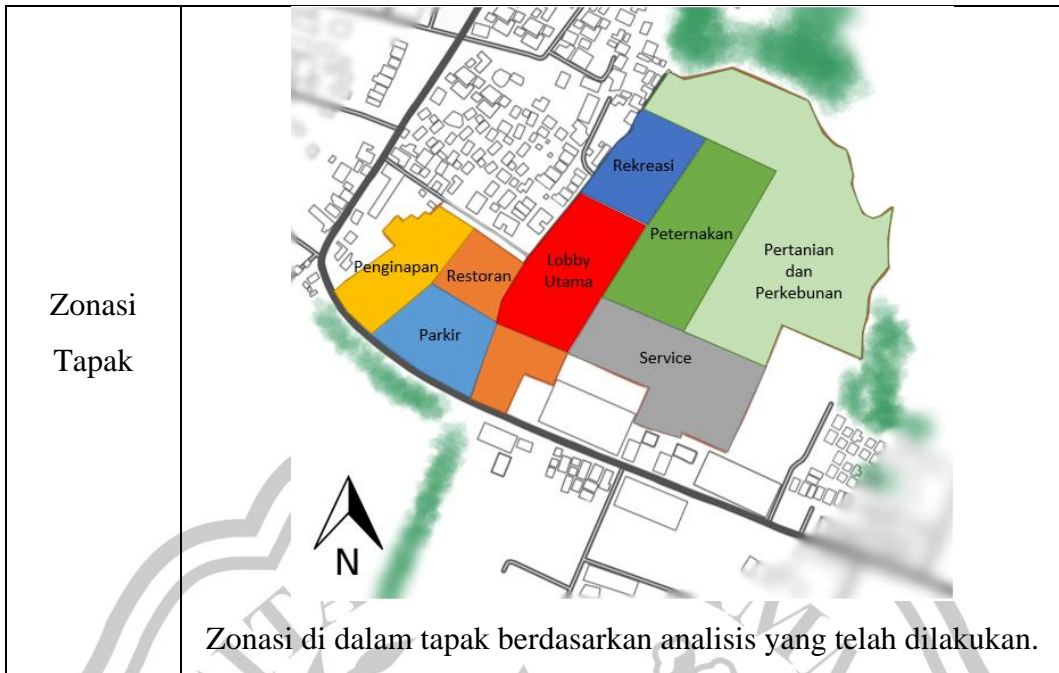 Zonasi
Tapak
Rekreasi
Peternakan
Pertanian
dan
Perkebunan
Lobby
Utama
Penginapan
Restoran
Parkir
Service
N
Zonasi di dalam tapak berdasarkan analisis yang telah dilakukan.